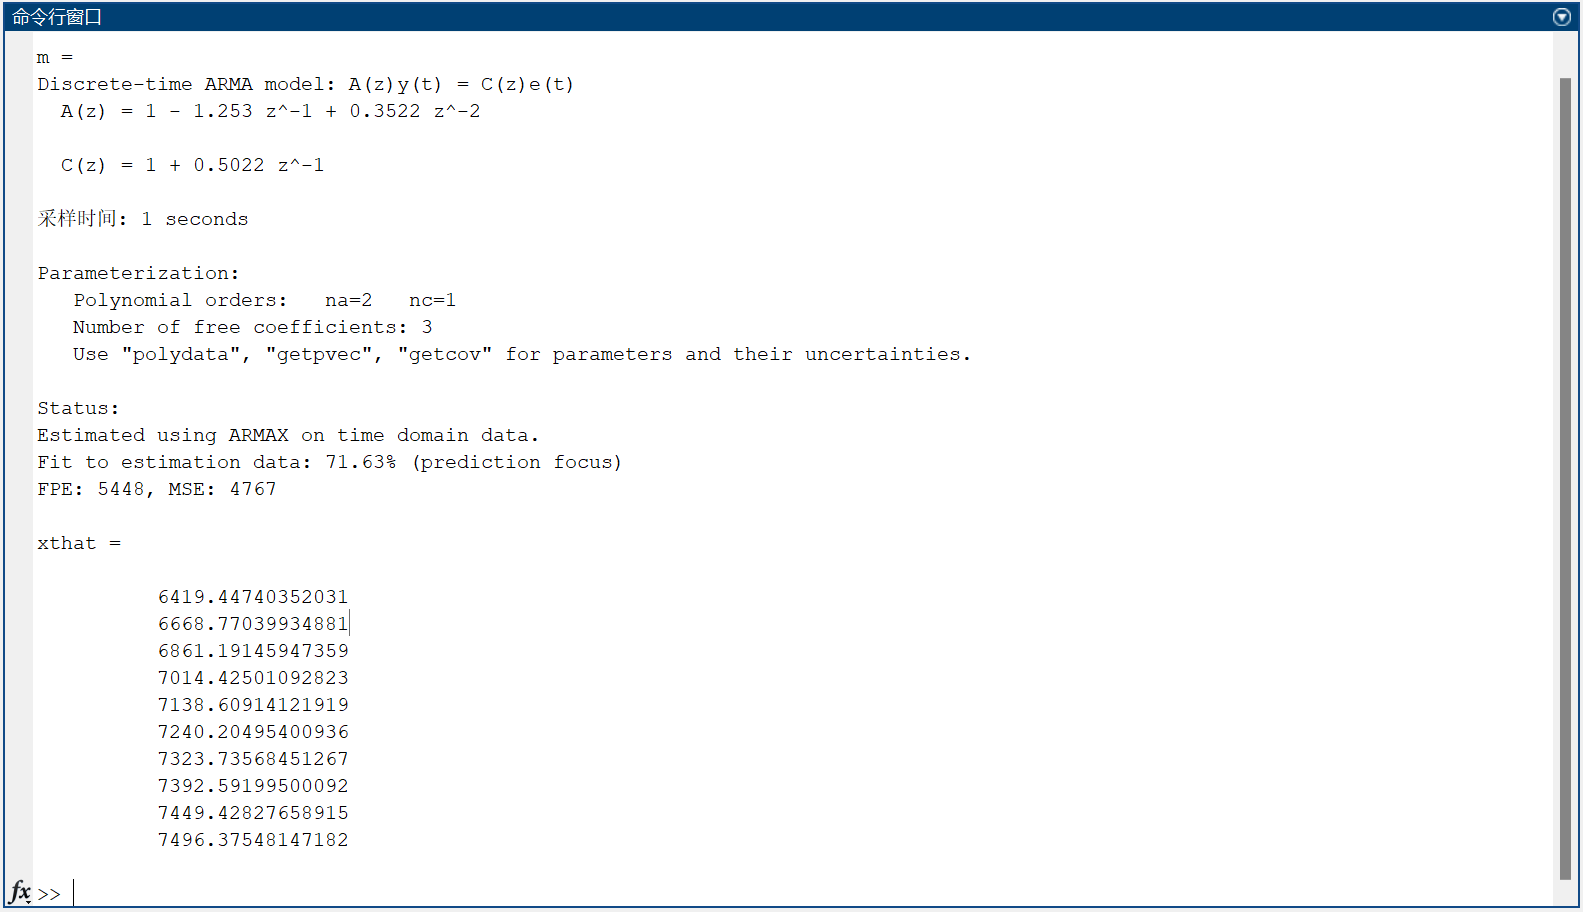 命令行窗口
m =
Discrete-time ARMA model: A(z)y(t) = C(z)e(t)
A(z) = 1 - 1.253 z^-1 + 0.3522 z^-2
C(z) = 1 + 0.5022 z^-1
采样时间: 1 seconds
Parameterization:
Polynomial orders: na=2 nc=1
Number of free coefficients: 3
Use "polydata", "getpvec", "getcov" for parameters and their uncertainties.
Status:
Estimated using ARMAX on time domain data.
Fit to estimation data: 71.63% (prediction focus)
FPE: 5448, MSE: 4767
xthat =
6419.44740352031
6668.77039934881
6861.19145947359
7014.42501092823
7138.60914121919
7240.20495400936
7323.73568451267
7392.59199500092
7449.42827658915
7496.37548147182
fx >>